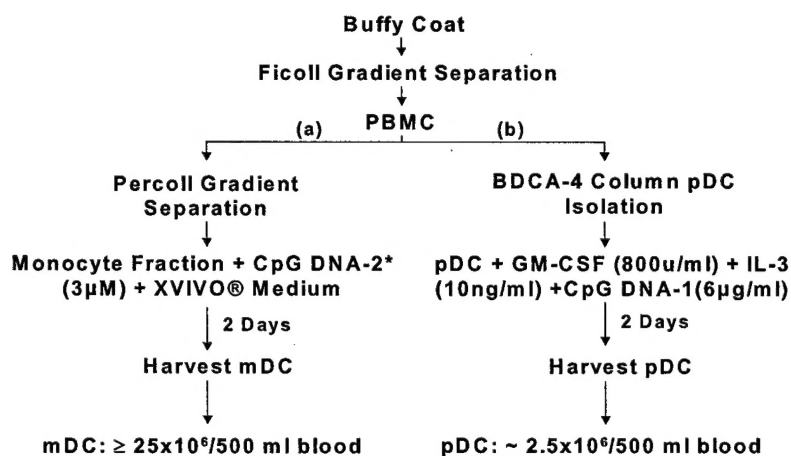 Buffy Coat
Ficoll Gradient Separation
PBMC
(a)
(b)
Percoll Gradient
Separation
Monocyte Fraction + CpG DNA-2*
(3µM) + XVIVO® Medium
2 Days
Harvest mDC
mDC: ≥ 25x10⁶/500 ml blood
BDCA-4 Column pDC
Isolation
pDC + GM-CSF (800u/ml) + IL-3
(10ng/ml) +CpG DNA-1(6µg/ml)
2 Days
Harvest pDC
pDC: ~ 2.5x10⁶/500 ml blood